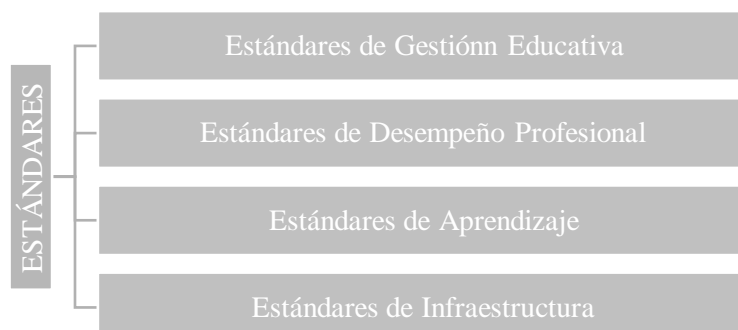 ESTÁNDARES
Estándares de Gestiónn Educativa
Estándares de Desempeño Profesional
Estándares de Aprendizaje
Estándares de Infraestructura